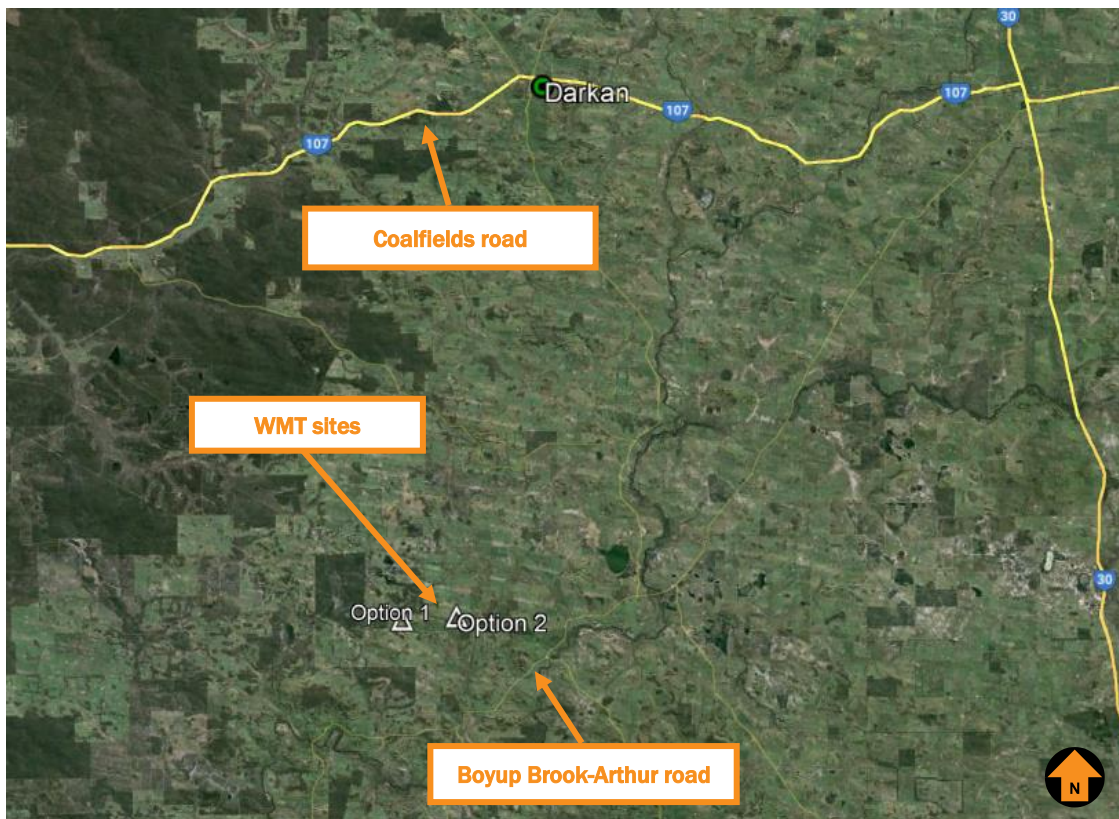 30
Darkan
107
107
107
Coalfields road
WMT sites
30
Option 1
Option 2
Boyup Brook-Arthur road
N